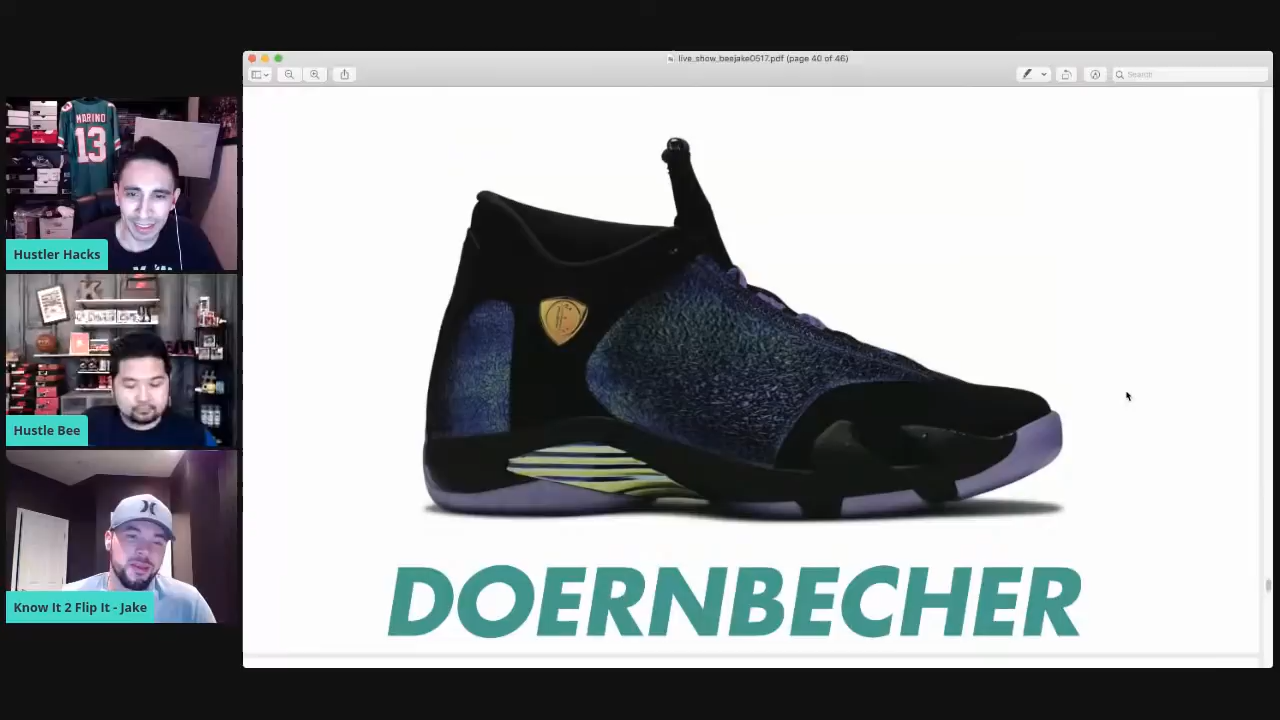 live_show_beejake0517.pdf (page 40 of 46)
Search
MARINO
13
Hustler Hacks
K
Hustle Bee
Know It 2 Flip It - Jake
DOERNBECHER